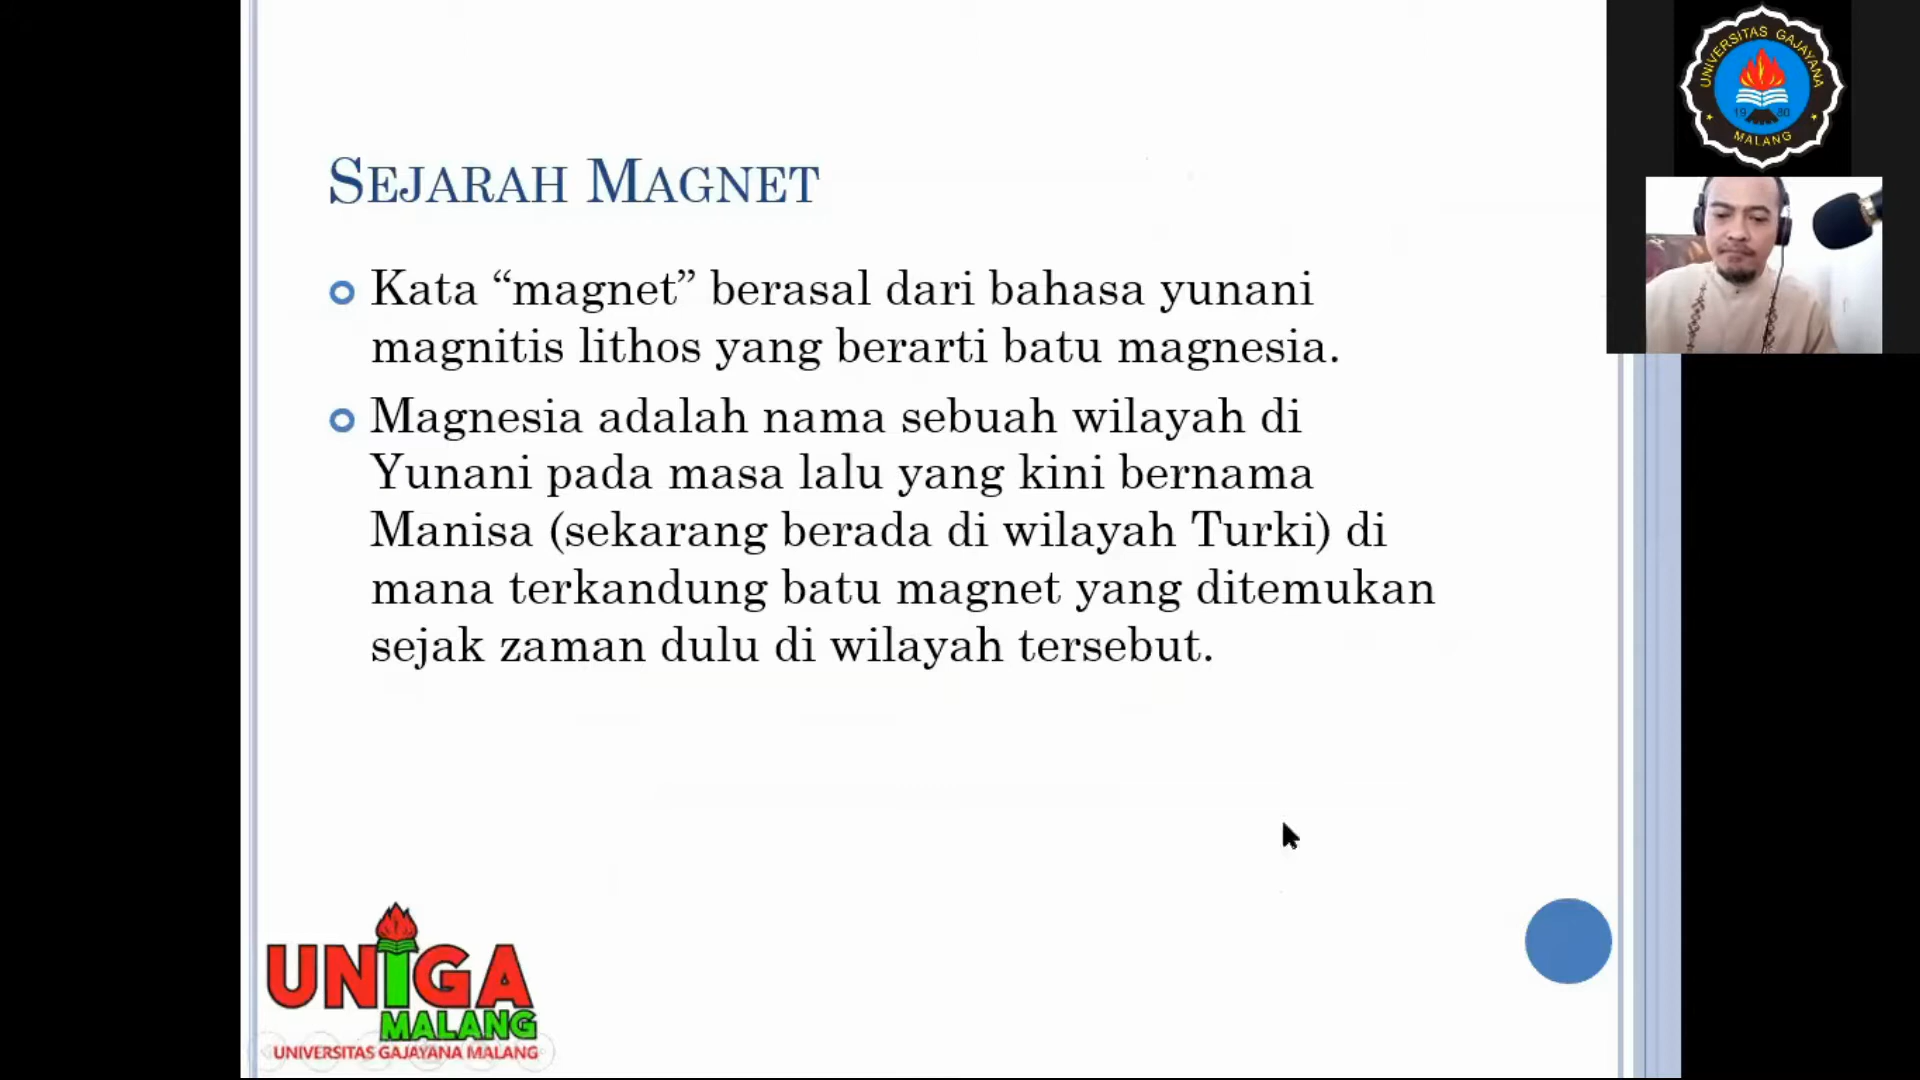 UNIVERSITAS GAJAYANA
1980
MALANG
SEJARAH MAGNET
Kata “magnet” berasal dari bahasa yunani
magnitis lithos yang berarti batu magnesia.
Magnesia adalah nama sebuah wilayah di
Yunani pada masa lalu yang kini bernama
Manisa (sekarang berada di wilayah Turki) di
mana terkandung batu magnet yang ditemukan
sejak zaman dulu di wilayah tersebut.
UNIGA
MALANG
UNIVERSITAS GAJAYANA MALANG